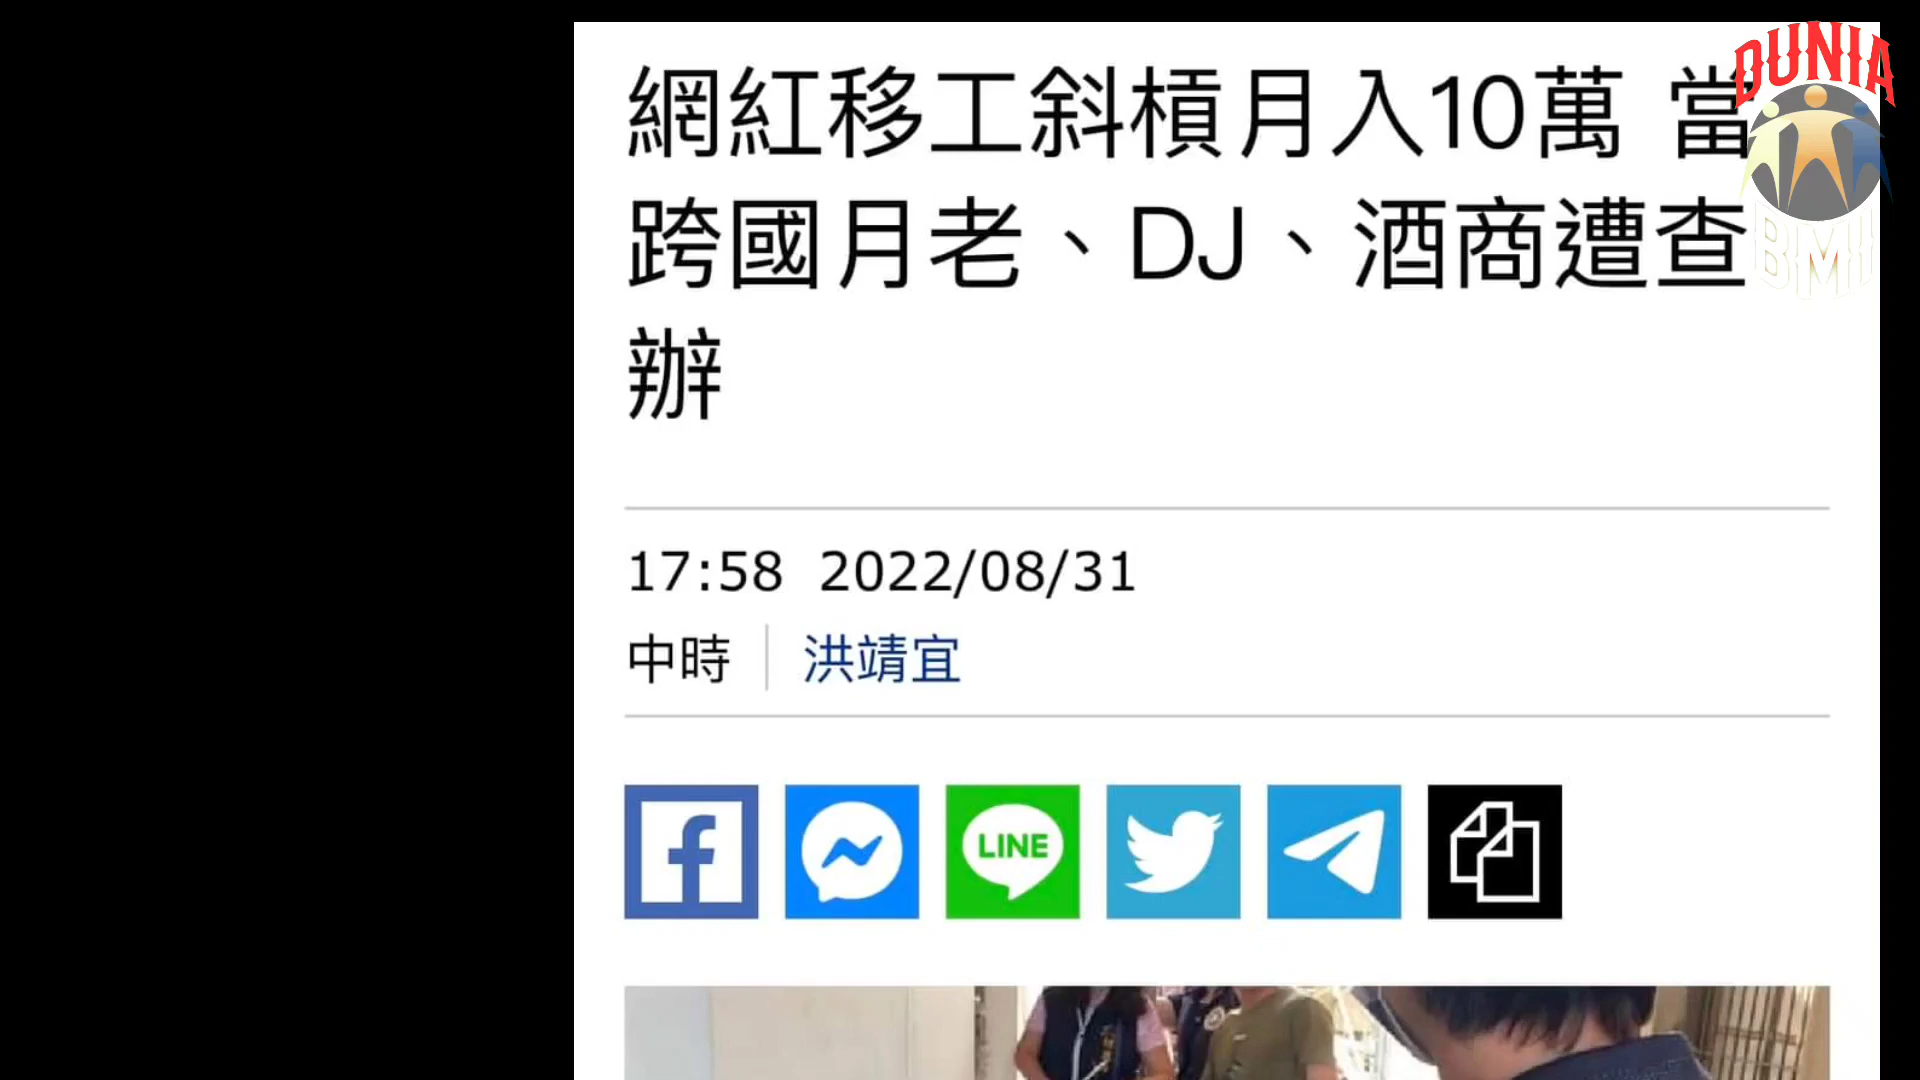 網紅移工斜槓月入10萬 當
跨國月老、DJ、酒商遭查
辦
DUNIA
BMI
17:58 2022/08/31
中時
洪靖宜
LINE